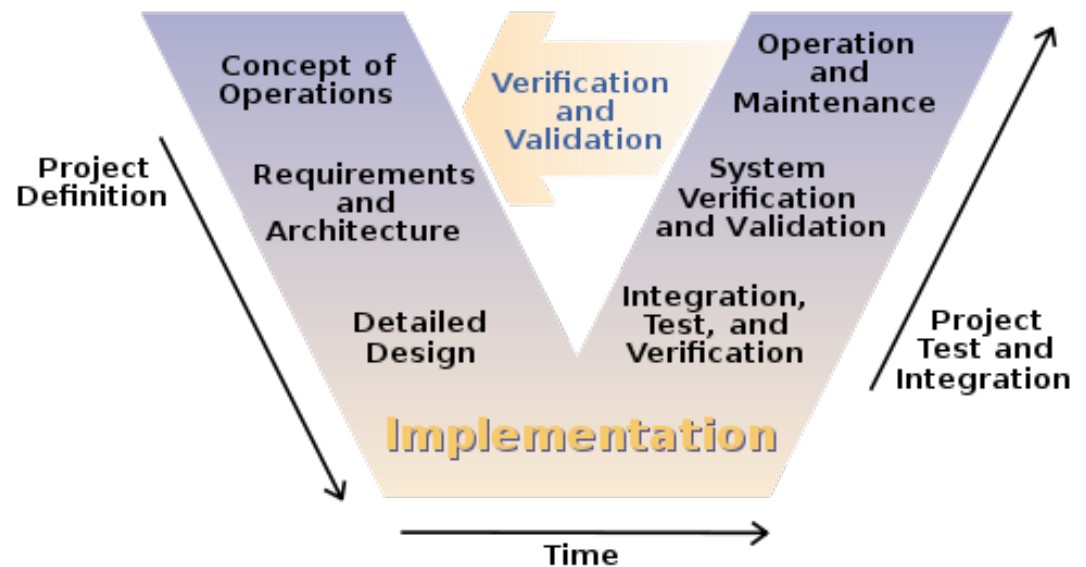 Concept of
Operations
Verification
and
Validation
Operation
and
Maintenance
Project
Definition
Requirements
and
Architecture
System
Verification
and Validation
Detailed
Design
Integration,
Test, and
Verification
Project
Test and
Integration
Implementation
Time